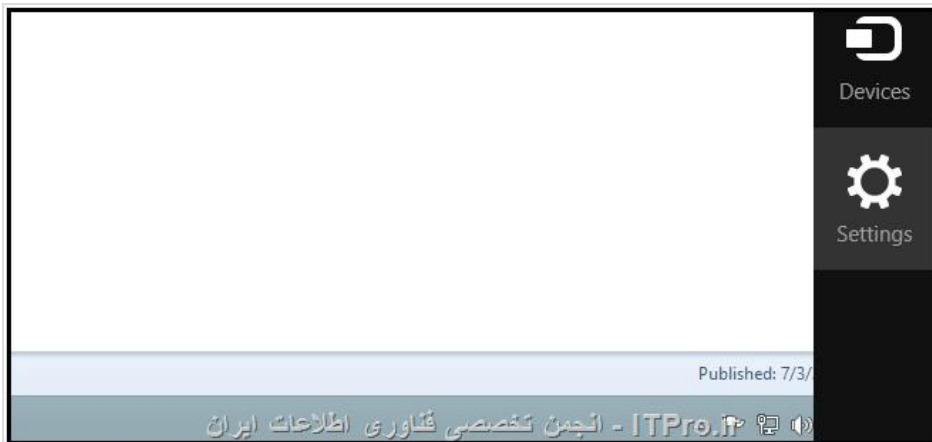 Devices
Settings
Published: 7/3/
ITPro.ir - انجمن تخصصی فناوری اطلاعات ایران